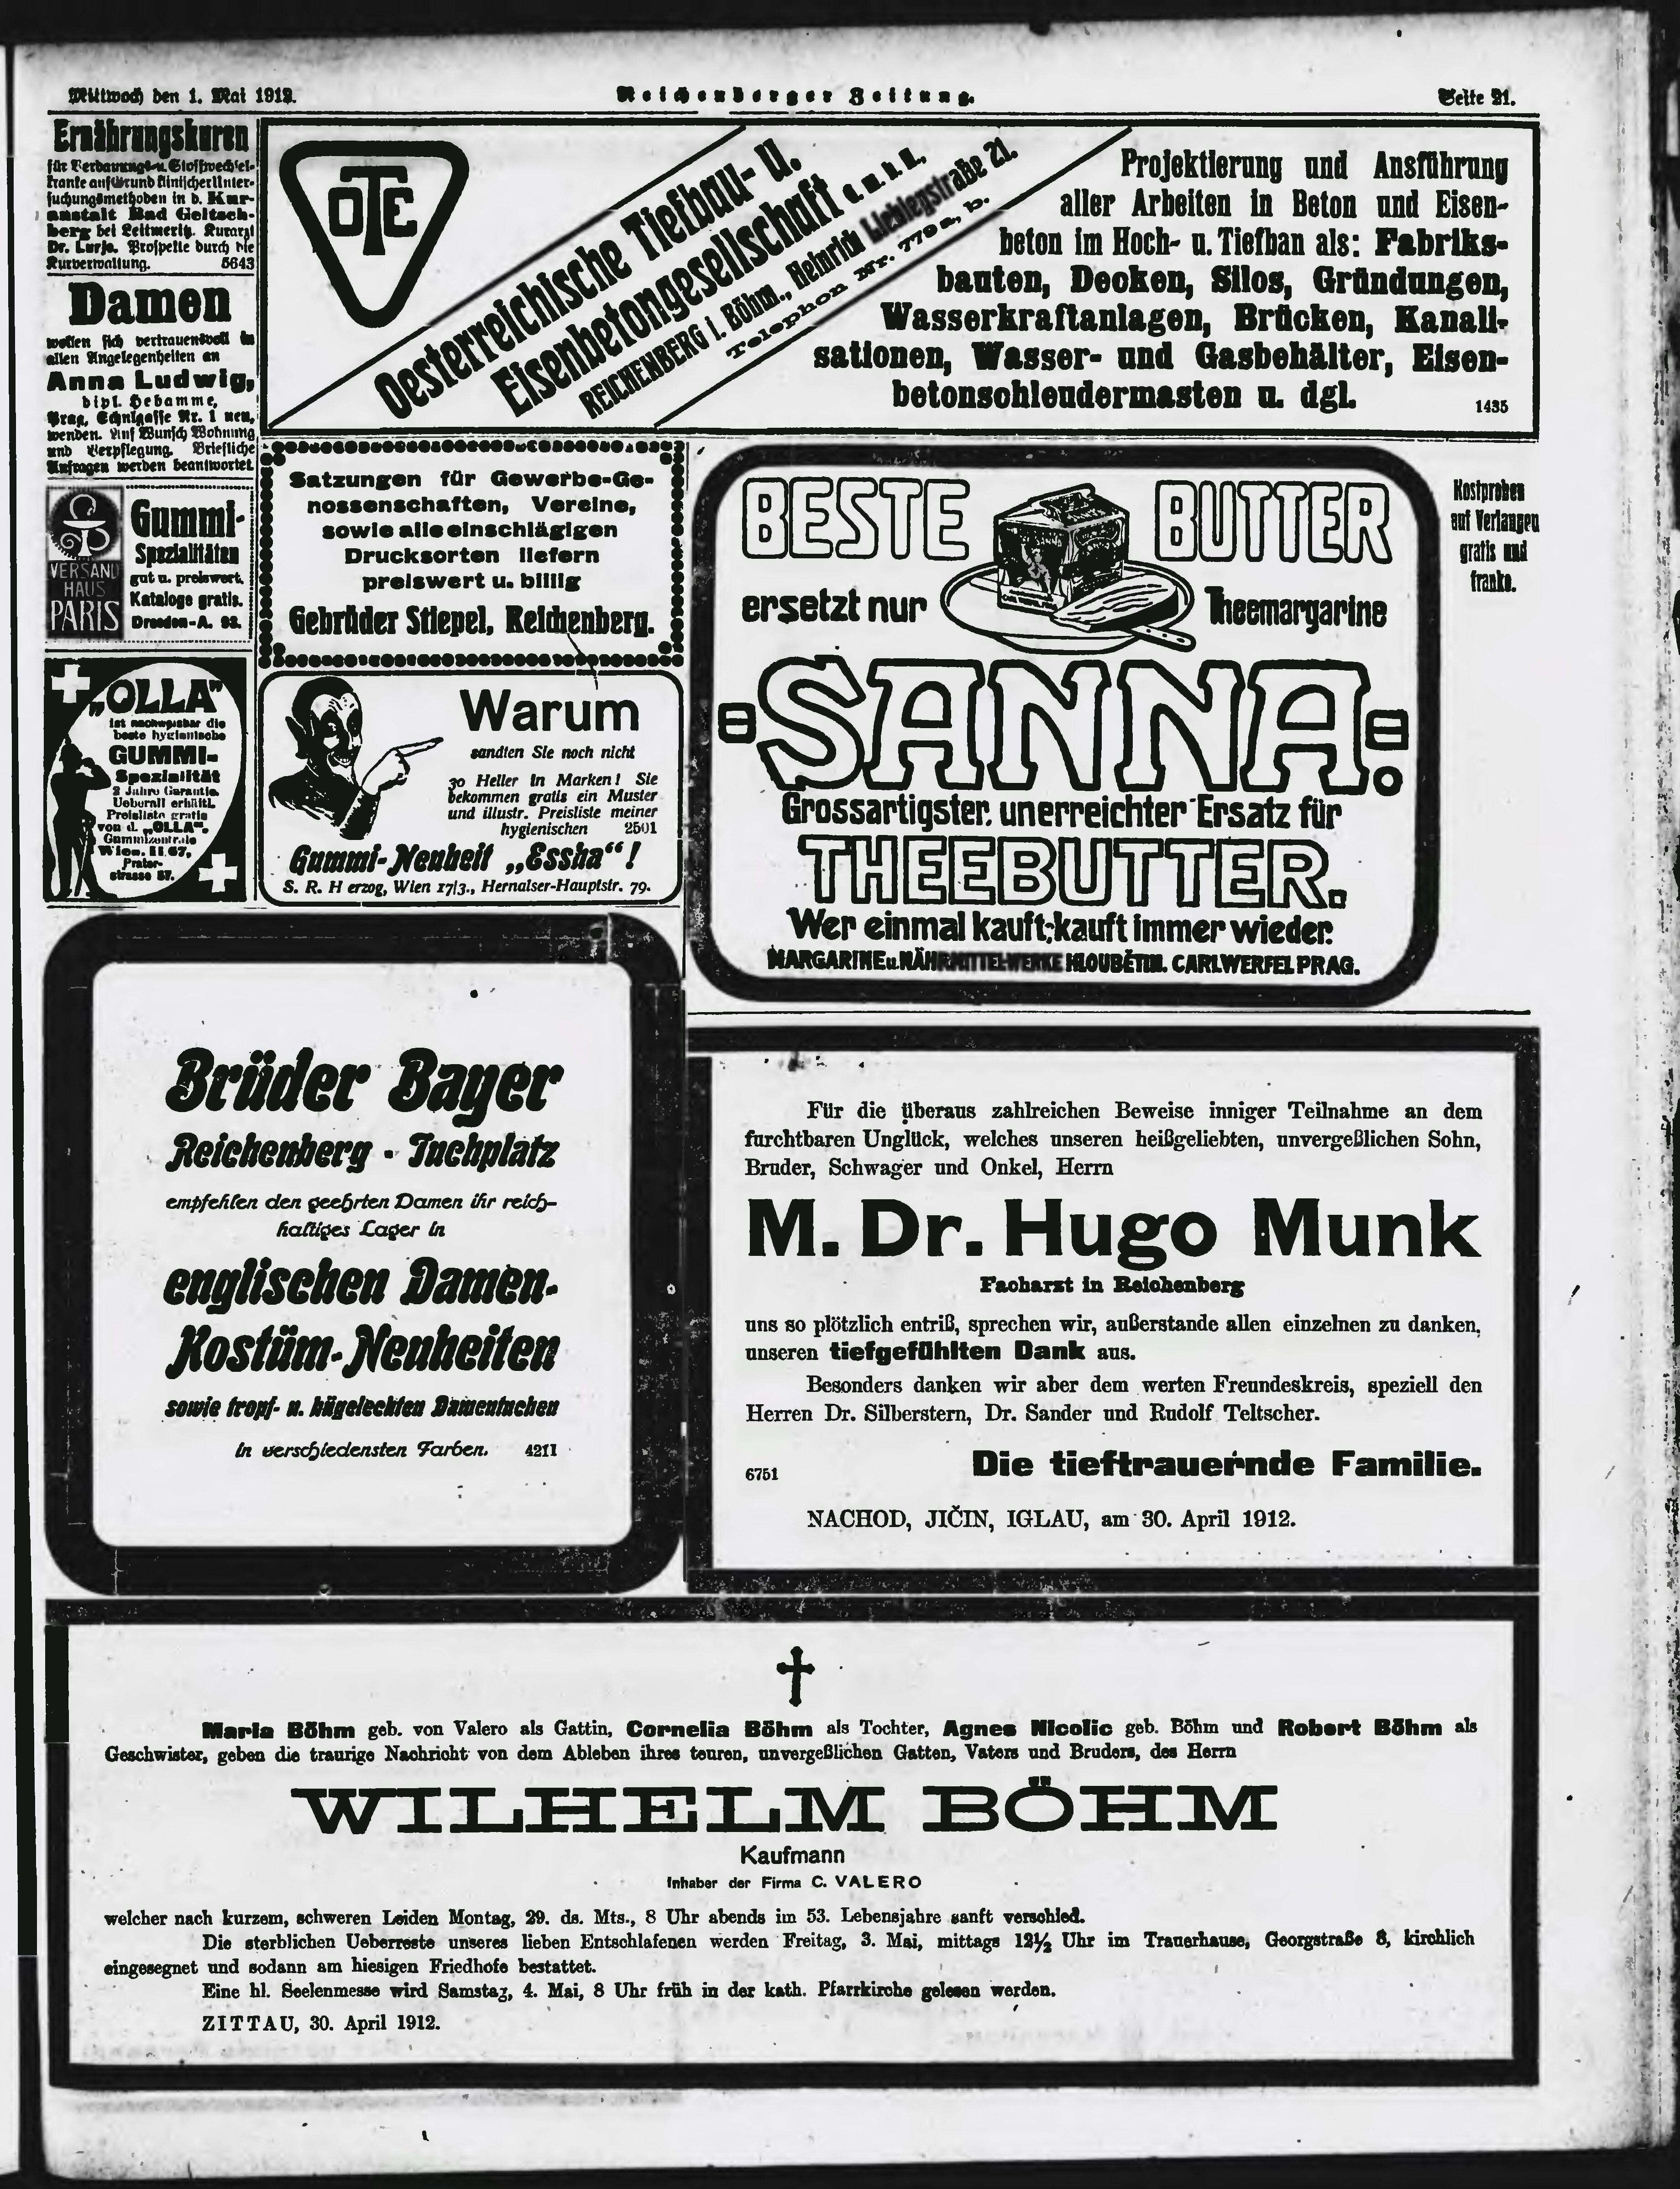 Mittwoch den 1. Mai 1912.
Reichenberger Zeitung.
Seite 21.
Ernährungskuren
für Verdauungs- u. Stoffwechsel-
kranke auf Grund klinischer Unter-
suchungsmethoden in d. Kur-
anstalt Bad Geltsch-
berg bei Leitmeritz. Kurarzt
Dr. Lurje. Prospekte durch die
Kurverwaltung. 5643
Damen
wollen sich vertrauensvoll in
allen Angelegenheiten an
Anna Ludwig,
dipl. Hebamme,
Prag, Schulgasse Nr. 1 neu,
wenden. Auf Wunsch Wohnung
und Verpflegung. Briefliche
Anfragen werden beantwortet.
VERSAND
HAUS
PARIS
Gummi-
Spezialitäten
gut u. preiswert.
Kataloge gratis.
Dresden-A. 93.
„OLLA“
ist nachweisbar die
beste hygienische
GUMMI-
Spezialität
2 Jahre Garantie.
Ueberall erhältl.
Preisliste gratis
von d. „OLLA“-
Gummizentrale
Wien, II.67,
Prater-
strasse 57.
OTE
Oesterreichische Tiefbau- u.
Eisenbetongesellschaft G. m. b. H.,
REICHENBERG i. Böhm., Heinrich Liebiegstraße 21.
Telephon Nr. 779 a, b.
Projektierung und Ausführung
aller Arbeiten in Beton und Eisen-
beton im Hoch- u. Tiefbau als: Fabriks-
bauten, Decken, Silos, Gründungen,
Wasserkraftanlagen, Brücken, Kanali-
sationen, Wasser- und Gasbehälter, Eisen-
betonschleudermasten u. dgl.
1435
Satzungen für Gewerbe-Ge-
nossenschaften, Vereine,
sowie alle einschlägigen
Drucksorten liefern
preiswert u. billig
Gebrüder Stiepel, Reichenberg.
Warum
sandten Sie noch nicht
30 Heller in Marken! Sie
bekommen gratis ein Muster
und illustr. Preisliste meiner
hygienischen 2501
Gummi-Neuheit „Essha“!
S. R. Herzog, Wien 17/3., Hernalser-Hauptstr. 79.
BESTE BUTTER
ersetzt nur Theemargarine
SANNA.
Grossartigster, unerreichter Ersatz für
THEEBUTTER.
Wer einmal kauft, kauft immer wieder.
MARGARINE u. NÄHRMITTEL-WERKE HLOUBĚTIN. CARL WERFEL PRAG.
Kostproben
auf Verlangen
gratis und
franko.
Brüder Bayer
Reichenberg - Tuchplatz
empfehlen den geehrten Damen ihr reich-
haltiges Lager in
englischen Damen-
Kostüm-Neuheiten
sowie tropf- u. bügelechten Damentuchen
in verschiedensten Farben. 4211
Für die überaus zahlreichen Beweise inniger Teilnahme an dem
furchtbaren Unglück, welches unseren heißgeliebten, unvergeßlichen Sohn,
Bruder, Schwager und Onkel, Herrn
M. Dr. Hugo Munk
Facharzt in Reichenberg
uns so plötzlich entriß, sprechen wir, außerstande allen einzelnen zu danken,
unseren tiefgefühlten Dank aus.
Besonders danken wir aber dem werten Freundeskreis, speziell den
Herren Dr. Silberstern, Dr. Sander und Rudolf Teltscher.
Die tieftrauernde Familie.
6751
NACHOD, JIČIN, IGLAU, am 30. April 1912.
Maria Böhm geb. von Valero als Gattin, Cornelia Böhm als Tochter, Agnes Nicolic geb. Böhm und Robert Böhm als
Geschwister, geben die traurige Nachricht von dem Ableben ihres teuren, unvergeßlichen Gatten, Vaters und Bruders, des Herrn
WILHELM BÖHM
Kaufmann
Inhaber der Firma C. VALERO
welcher nach kurzem, schweren Leiden Montag, 29. ds. Mts., 8 Uhr abends im 53. Lebensjahre sanft verschied.
Die sterblichen Ueberreste unseres lieben Entschlafenen werden Freitag, 3. Mai, mittags 12½ Uhr im Trauerhause, Georgstraße 8, kirchlich
eingesegnet und sodann am hiesigen Friedhofe bestattet.
Eine hl. Seelenmesse wird Samstag, 4. Mai, 8 Uhr früh in der kath. Pfarrkirche gelesen werden.
ZITTAU, 30. April 1912.